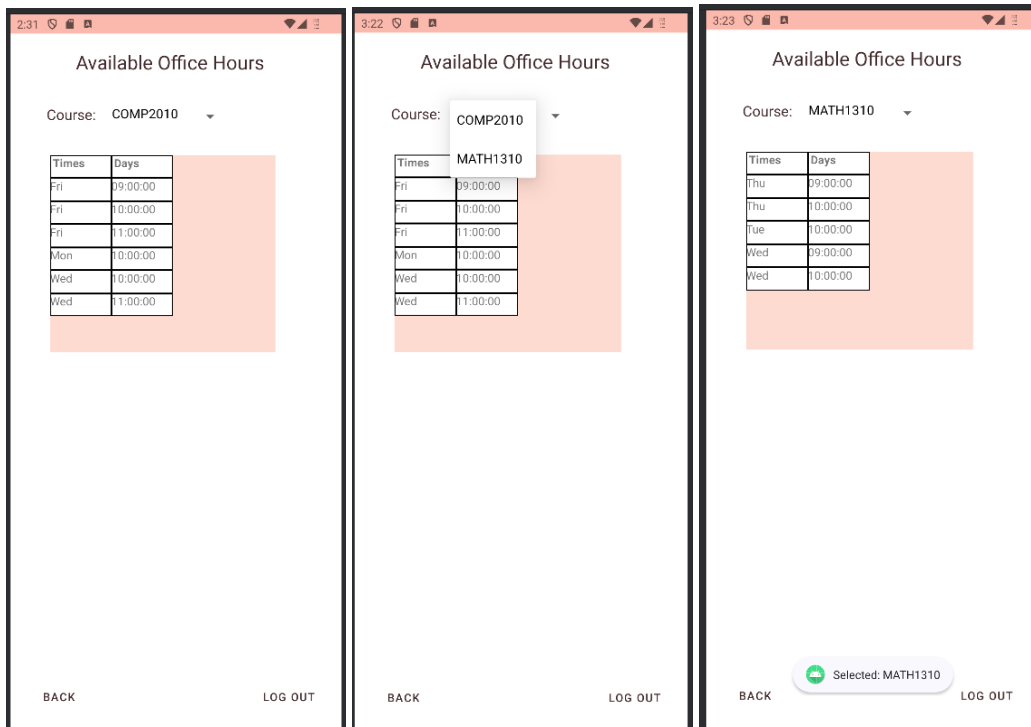 2:31
Available Office Hours
Course: COMP2010
Times Days
Fri 09:00:00
Fri 10:00:00
Fri 11:00:00
Mon 10:00:00
Wed 10:00:00
Wed 11:00:00
BACK LOG OUT
3:22
Available Office Hours
Course:
COMP2010
MATH1310
Times
Fri 09:00:00
Fri 10:00:00
Fri 11:00:00
Mon 10:00:00
Wed 10:00:00
Wed 11:00:00
BACK LOG OUT
3:23
Available Office Hours
Course: MATH1310
Times Days
Thu 09:00:00
Thu 10:00:00
Tue 10:00:00
Wed 09:00:00
Wed 10:00:00
Selected: MATH1310
BACK LOG OUT